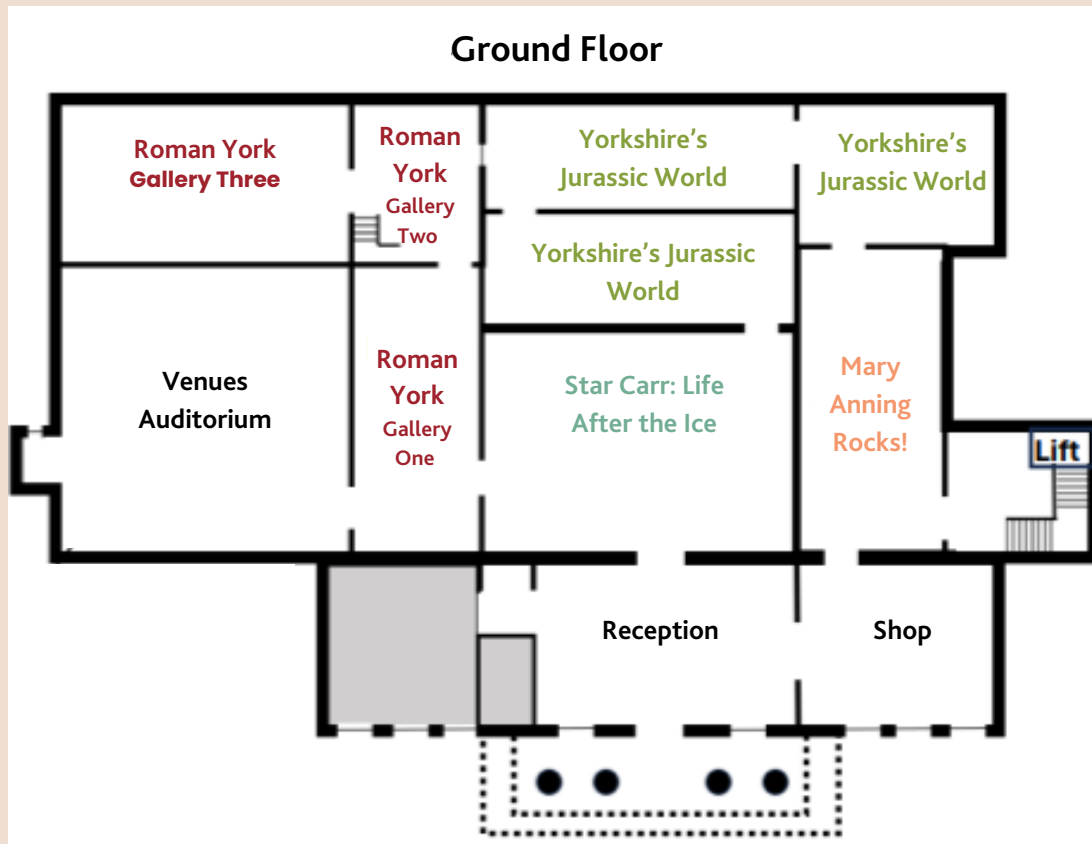 Ground Floor
Roman York
Gallery Three
Roman
York
Gallery
Two
Yorkshire’s
Jurassic World
Yorkshire’s
Jurassic World
Yorkshire’s Jurassic
World
Venues
Auditorium
Roman
York
Gallery
One
Star Carr: Life
After the Ice
Mary
Anning
Rocks!
Lift
Reception
Shop